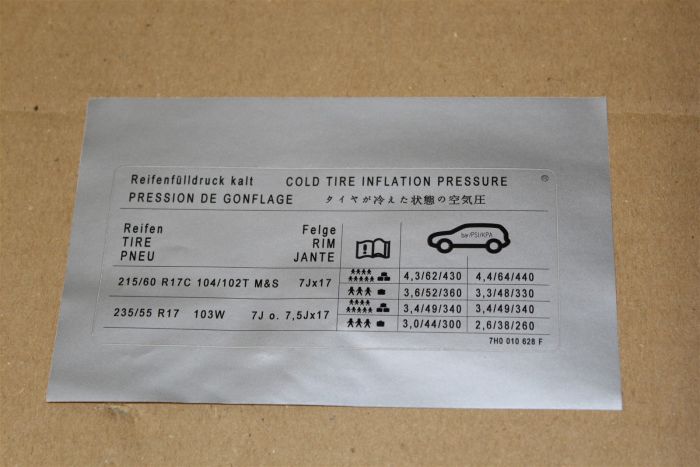 Reifenfülldruck kalt COLD TIRE INFLATION PRESSURE ®
PRESSION DE GONFLAGE タイヤが冷えた状態の空気圧
Reifen Felge
TIRE RIM
PNEU JANTE
bar/PSI/KPA
215/60 R17C 104/102T M&S 7Jx17
4,3/62/430 4,4/64/440
3,6/52/360 3,3/48/330
235/55 R17 103W 7J o. 7,5Jx17
3,4/49/340 3,4/49/340
3,0/44/300 2,6/38/260
7H0 010 628 F